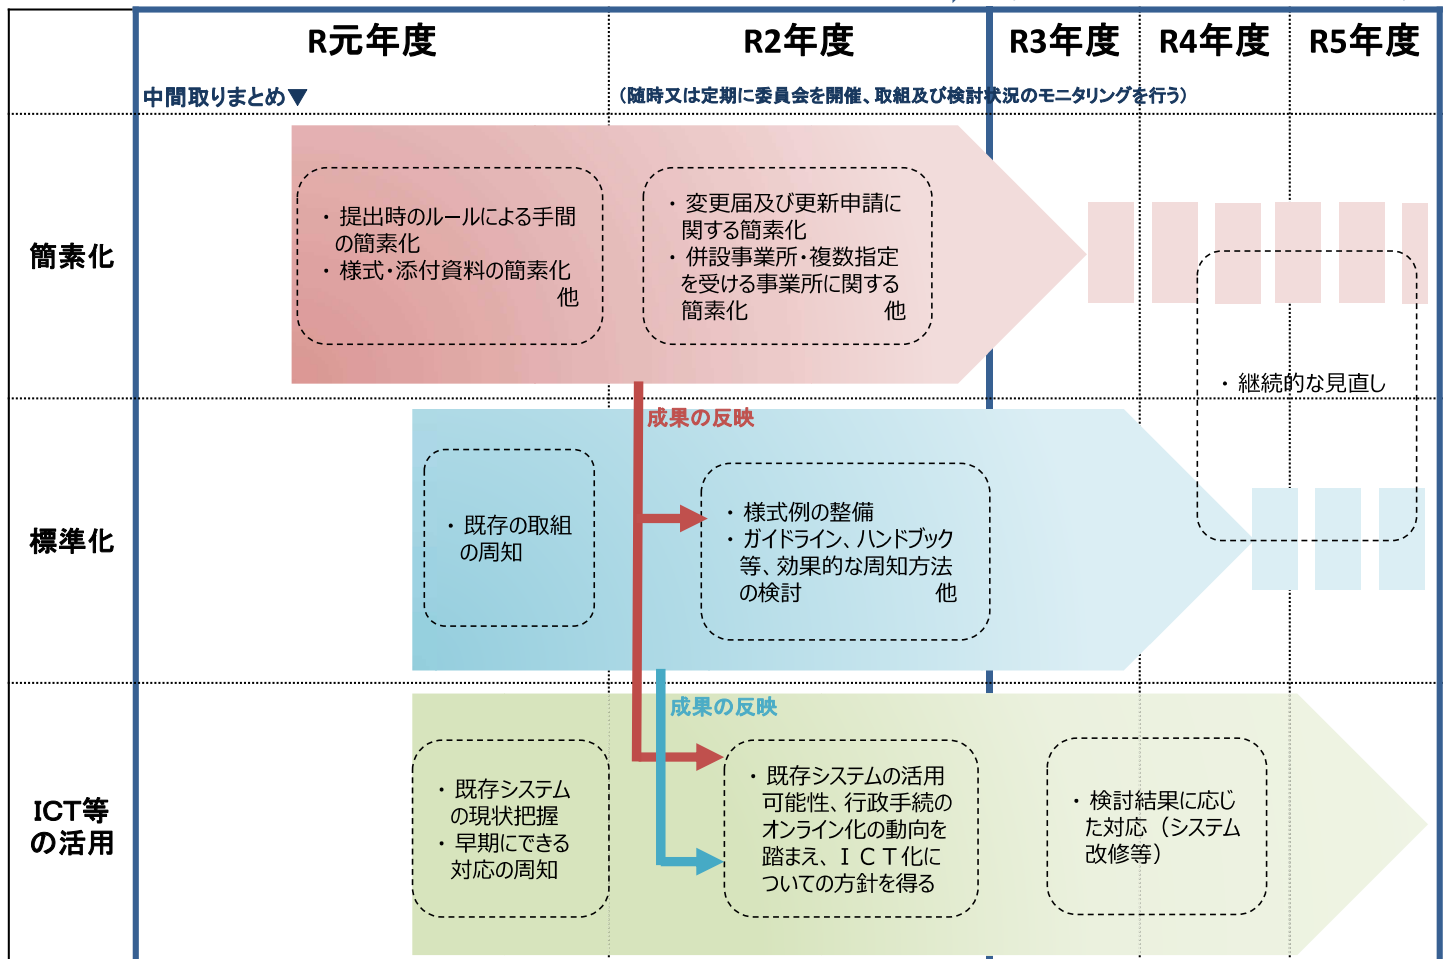 R元年度
R2年度
R3年度
R4年度
R5年度
中間取りまとめ▼
（随時又は定期に委員会を開催、取組及び検討状況のモニタリングを行う）
簡素化
・提出時のルールによる手間
の簡素化
・様式・添付資料の簡素化
他
・変更届及び更新申請に
関する簡素化
・併設事業所・複数指定
を受ける事業所に関する
簡素化 他
・継続的な見直し
成果の反映
標準化
・既存の取組
の周知
・様式例の整備
・ガイドライン、ハンドブック
等、効果的な周知方法
の検討 他
成果の反映
ICT等
の活用
・既存システム
の現状把握
・早期にできる
対応の周知
・既存システムの活用
可能性、行政手続の
オンライン化の動向を
踏まえ、ＩＣＴ化に
ついての方針を得る
・検討結果に応じ
た対応（システム
改修等）